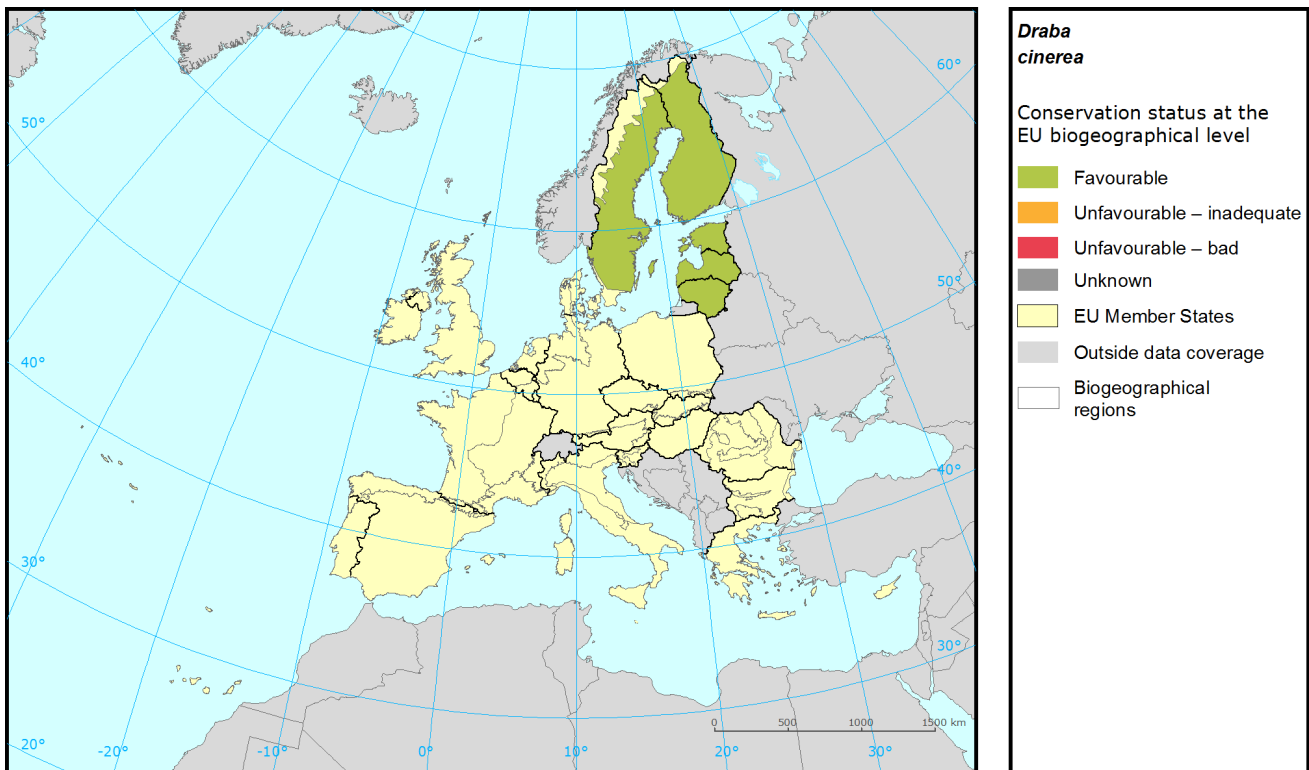 Draba
cinerea
Conservation status at the
EU biogeographical level
Favourable
Unfavourable – inadequate
Unfavourable – bad
Unknown
EU Member States
Outside data coverage
Biogeographical
regions
60°
50°
50°
40°
40°
30°
30°
20°
-20°
-10°
0°
10°
20°
30°
0
500
1000
1500 km